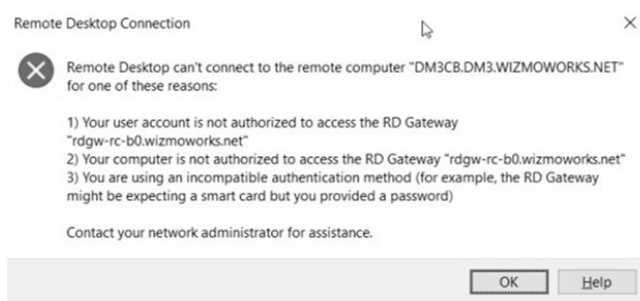 Remote Desktop Connection
Remote Desktop can't connect to the remote computer "DM3CB.DM3.WIZMOWORKS.NET"
for one of these reasons:
1) Your user account is not authorized to access the RD Gateway
"rdgw-rc-b0.wizmoworks.net"
2) Your computer is not authorized to access the RD Gateway "rdgw-rc-b0.wizmoworks.net"
3) You are using an incompatible authentication method (for example, the RD Gateway
might be expecting a smart card but you provided a password)
Contact your network administrator for assistance.
OK
Help